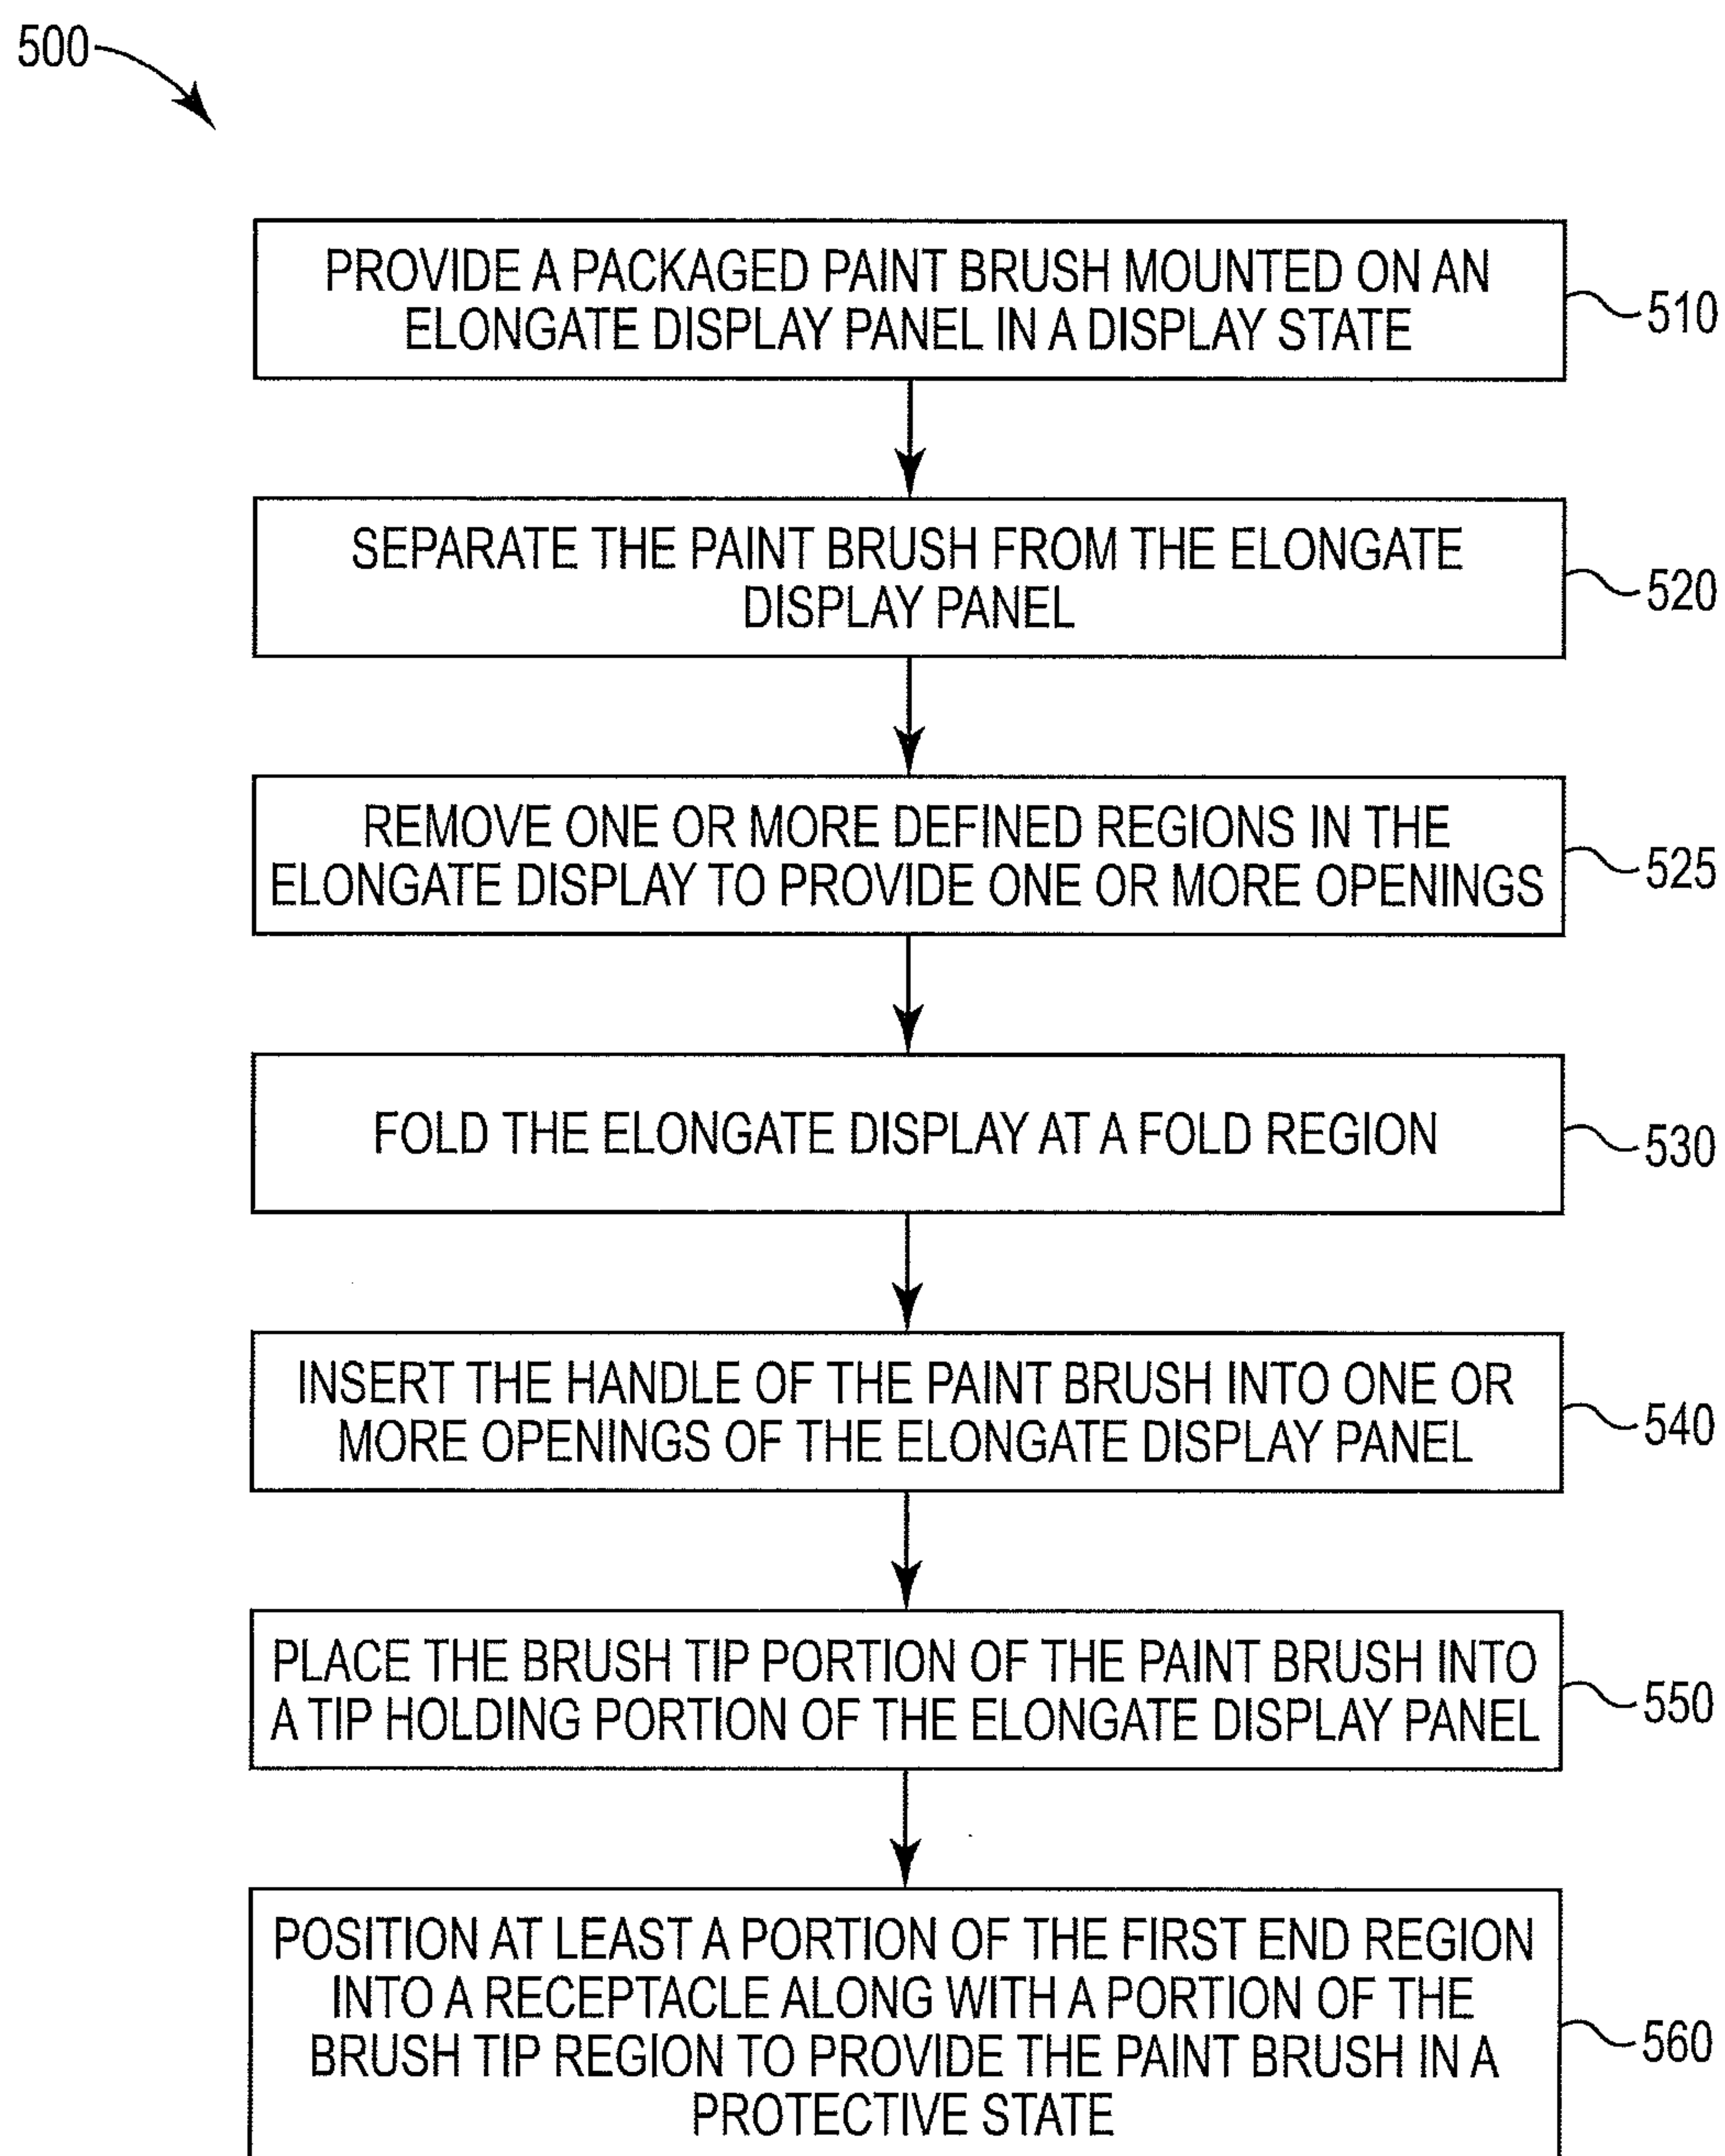 500
PROVIDE A PACKAGED PAINT BRUSH MOUNTED ON AN
ELONGATE DISPLAY PANEL IN A DISPLAY STATE
510
SEPARATE THE PAINT BRUSH FROM THE ELONGATE
DISPLAY PANEL
520
REMOVE ONE OR MORE DEFINED REGIONS IN THE
ELONGATE DISPLAY TO PROVIDE ONE OR MORE OPENINGS
525
FOLD THE ELONGATE DISPLAY AT A FOLD REGION
530
INSERT THE HANDLE OF THE PAINT BRUSH INTO ONE OR
MORE OPENINGS OF THE ELONGATE DISPLAY PANEL
540
PLACE THE BRUSH TIP PORTION OF THE PAINT BRUSH INTO
A TIP HOLDING PORTION OF THE ELONGATE DISPLAY PANEL
550
POSITION AT LEAST A PORTION OF THE FIRST END REGION
INTO A RECEPTACLE ALONG WITH A PORTION OF THE
BRUSH TIP REGION TO PROVIDE THE PAINT BRUSH IN A
PROTECTIVE STATE
560